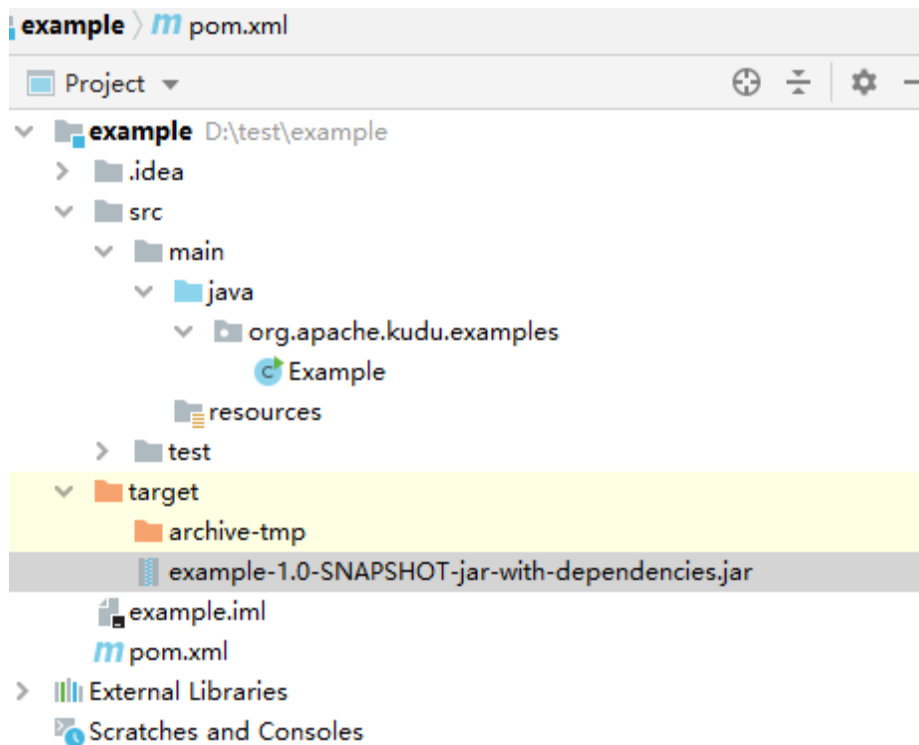 example pom.xml
Project
example D:\test\example
.idea
src
main
java
org.apache.kudu.examples
Example
resources
test
target
archive-tmp
example-1.0-SNAPSHOT-jar-with-dependencies.jar
example.iml
pom.xml
External Libraries
Scratches and Consoles